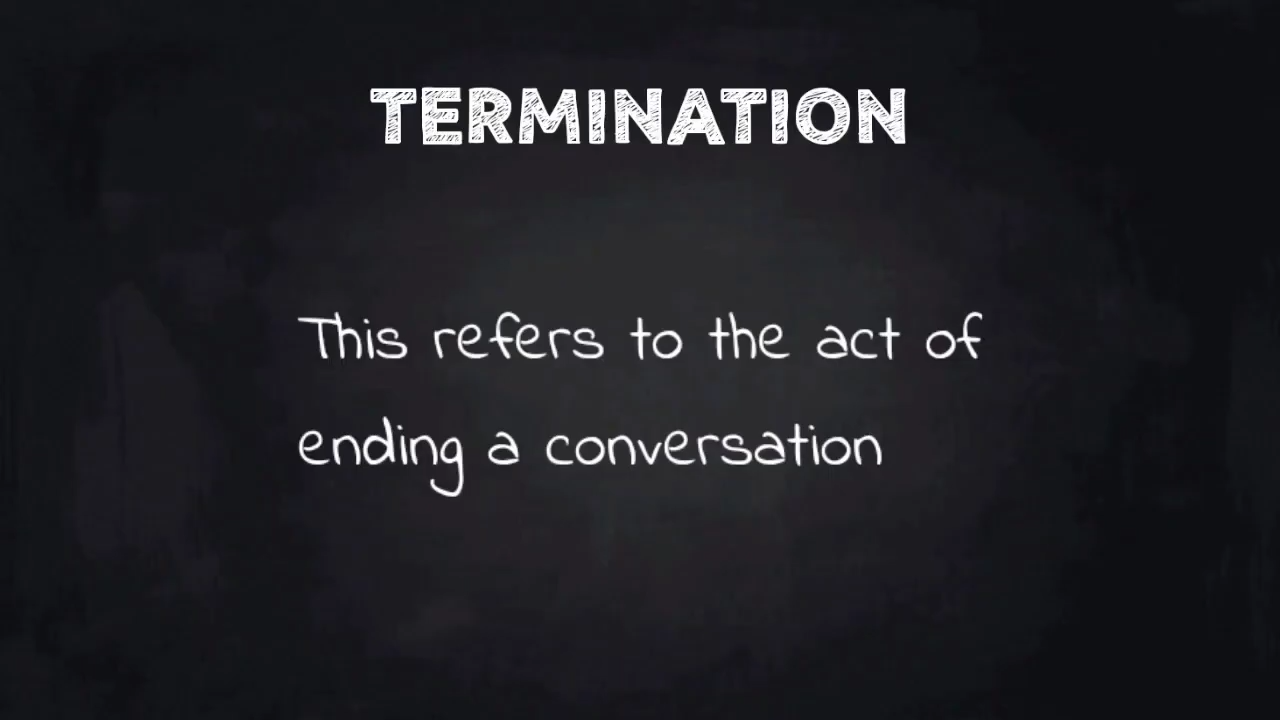 TERMINATION
This refers to the act of
ending a conversation